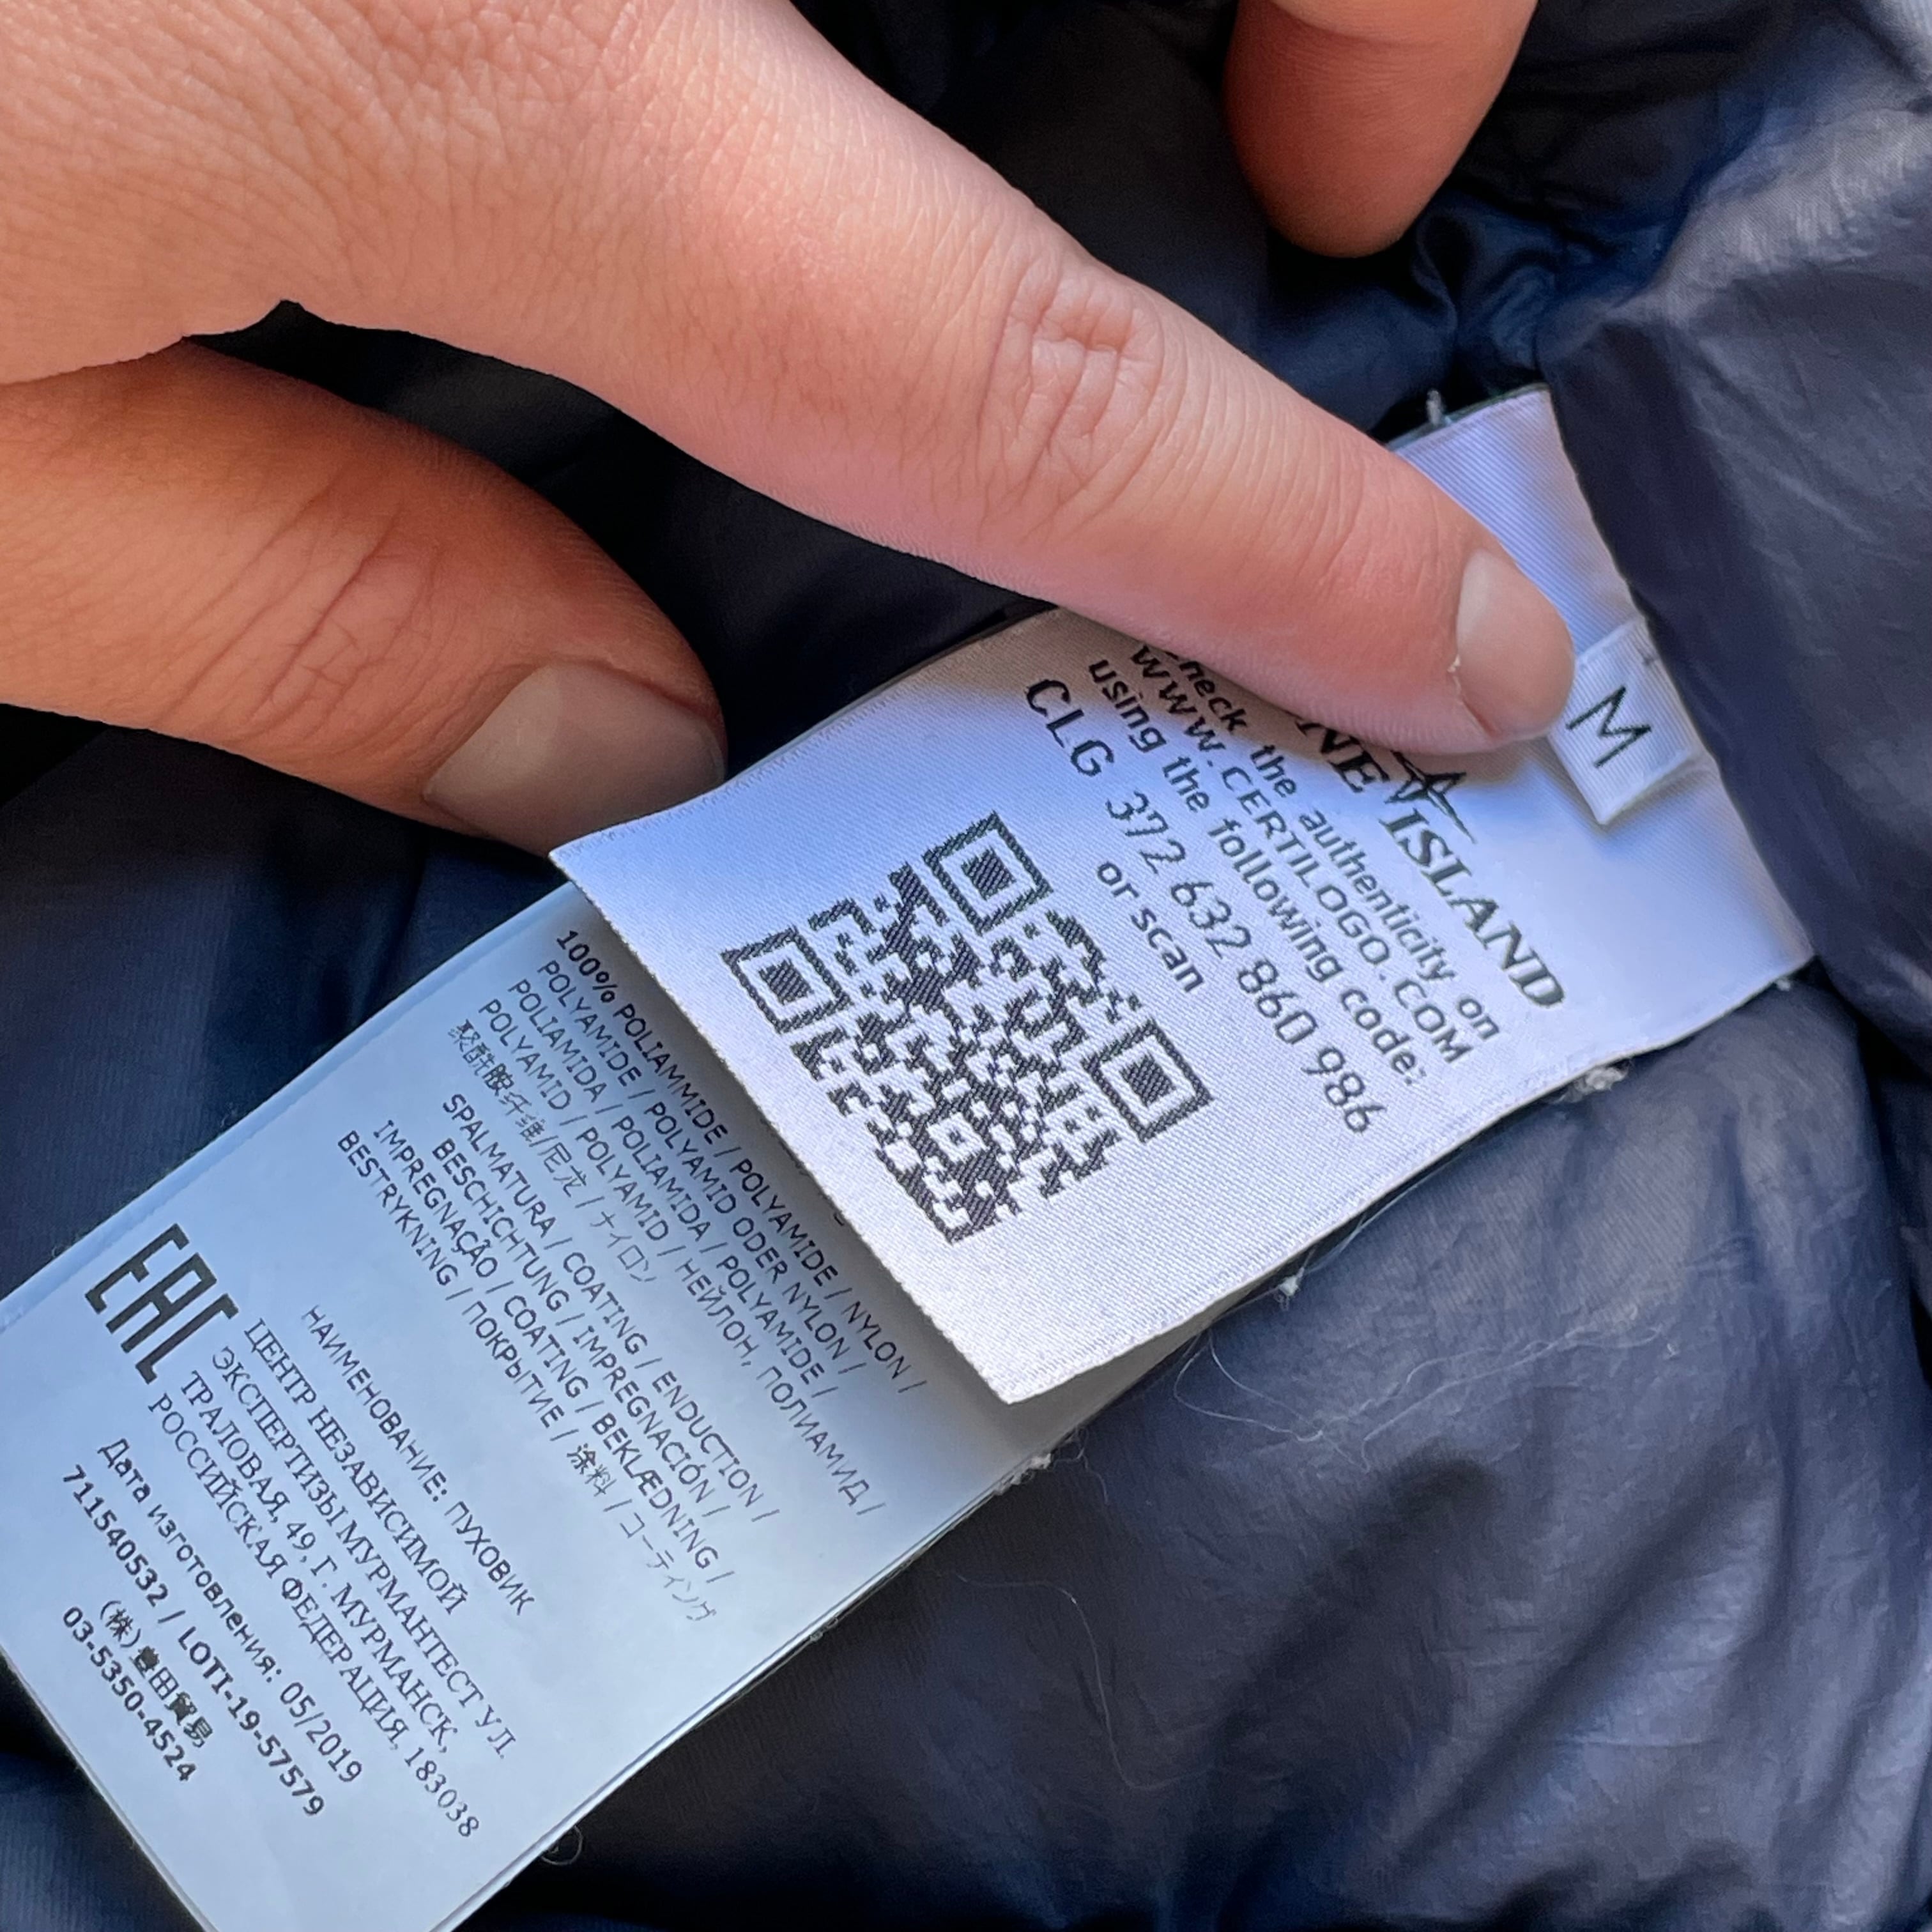 M
NE ISLAND
heck the authenticity on
WWW.CERTILOGO.COM
using the following code:
CLG 372 632 860 986
or scan
100% POLIAMMIDE / POLYAMIDE / NYLON /
POLYAMIDE / POLYAMID ODER NYLON /
POLIAMIDA / POLIAMIDA / POLYAMIDE /
POLYAMID / POLYAMID / НЕЙЛОН, ПОЛИАМИД /
聚酰胺纤维/尼龙 / ナイロン
SPALMATURA / COATING / ENDUCTION /
BESCHICHTUNG / IMPREGNACIÓN /
IMPREGNAÇÃO / COATING / BEKLÆDNING /
BESTRYKNING / ПОКРЫТИЕ / 涂料 / コーティング
НАИМЕНОВАНИЕ: ПУХОВИК
EAC
ЦЕНТР НЕЗАВИСИМОЙ
ЭКСПЕРТИЗЫ МУРМАНТЕСТ УЛ.
ТРАЛОВАЯ, 49, Г. МУРМАНСК,
РОССИЙСКАЯ ФЕДЕРАЦИЯ, 183038
Дата изготовления: 05/2019
711540532 / LOTI-19-57579
(株)豊田貿易
03-5350-4524